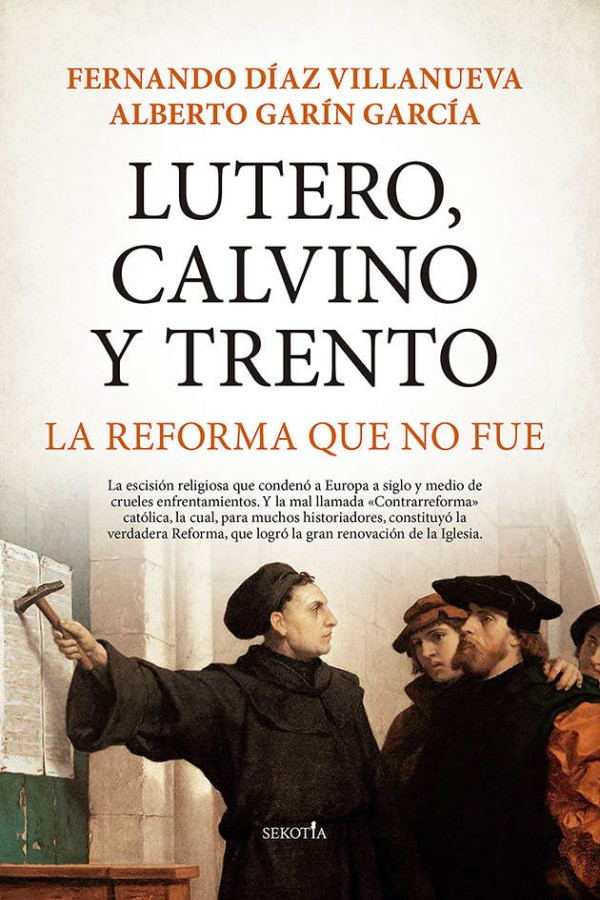 FERNANDO DÍAZ VILLANUEVA
ALBERTO GARÍN GARCÍA
LUTERO,
CALVINO
Y TRENTO
LA REFORMA QUE NO FUE
La escisión religiosa que condenó a Europa a siglo y medio de
crueles enfrentamientos. Y la mal llamada «Contrarreforma»
católica, la cual, para muchos historiadores, constituyó la
verdadera Reforma, que logró la gran renovación de la Iglesia.
SEKOTIA